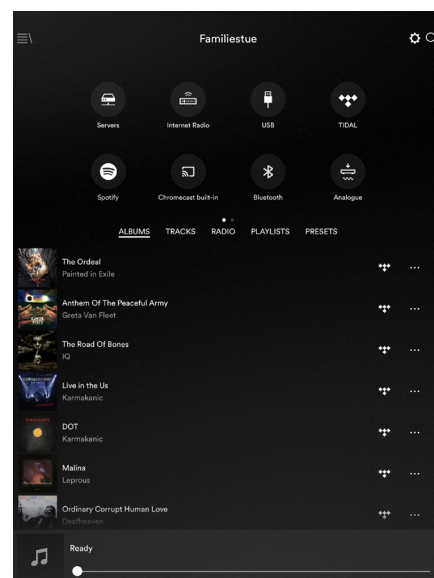 Familiestue
Servers
Internet Radio
USB
TIDAL
Spotify
Chromecast built-in
Bluetooth
Analogue
ALBUMS TRACKS RADIO PLAYLISTS PRESETS
The Ordeal
Painted in Exile
Anthem Of The Peaceful Army
Greta Van Fleet
The Road Of Bones
IQ
Live in the Us
Karmakanic
DOT
Karmakanic
Malina
Leprous
Ordinary Corrupt Human Love
Deafheaven
Ready